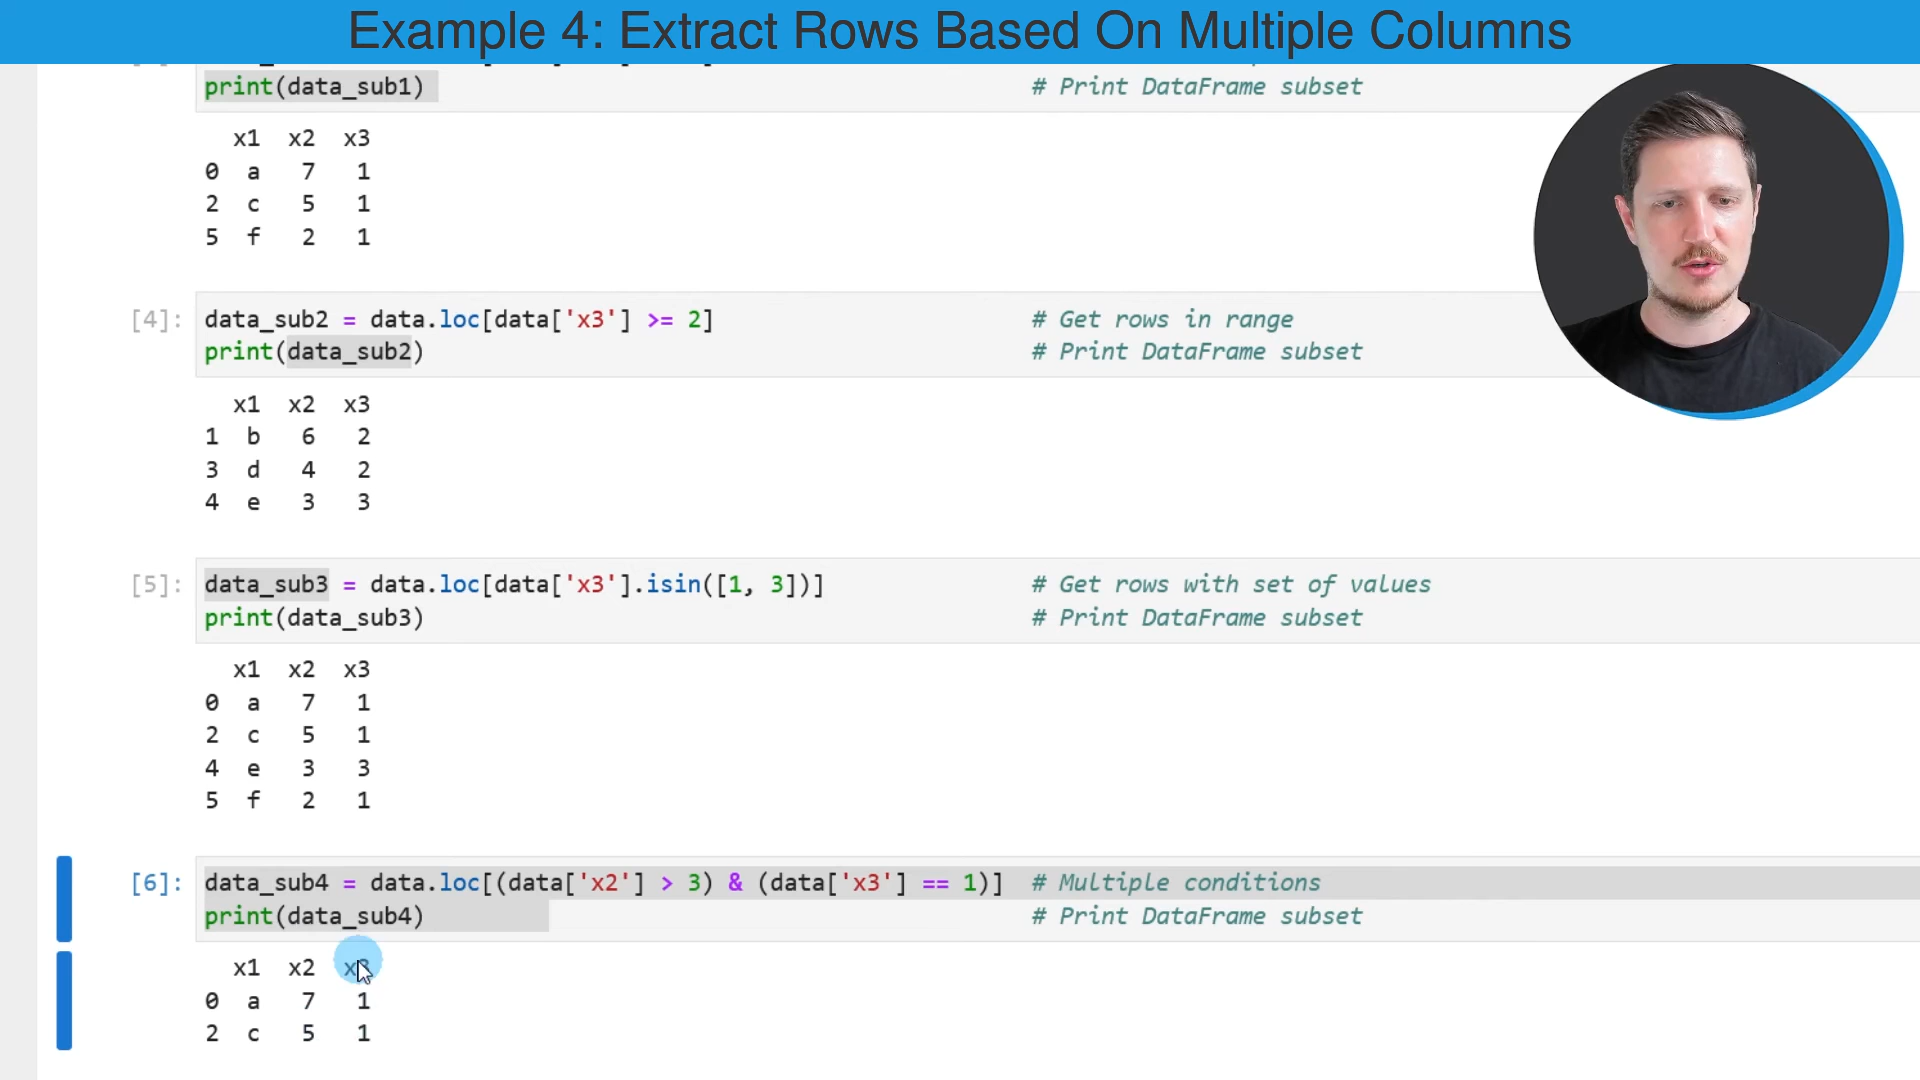 Example 4: Extract Rows Based On Multiple Columns
print(data_sub1) # Print DataFrame subset
x1 x2 x3
0 a 7 1
2 c 5 1
5 f 2 1
[4]: data_sub2 = data.loc[data['x3'] >= 2] # Get rows in range
print(data_sub2) # Print DataFrame subset
x1 x2 x3
1 b 6 2
3 d 4 2
4 e 3 3
[5]: data_sub3 = data.loc[data['x3'].isin([1, 3])] # Get rows with set of values
print(data_sub3) # Print DataFrame subset
x1 x2 x3
0 a 7 1
2 c 5 1
4 e 3 3
5 f 2 1
[6]: data_sub4 = data.loc[(data['x2'] > 3) & (data['x3'] == 1)] # Multiple conditions
print(data_sub4) # Print DataFrame subset
x1 x2 x3
0 a 7 1
2 c 5 1